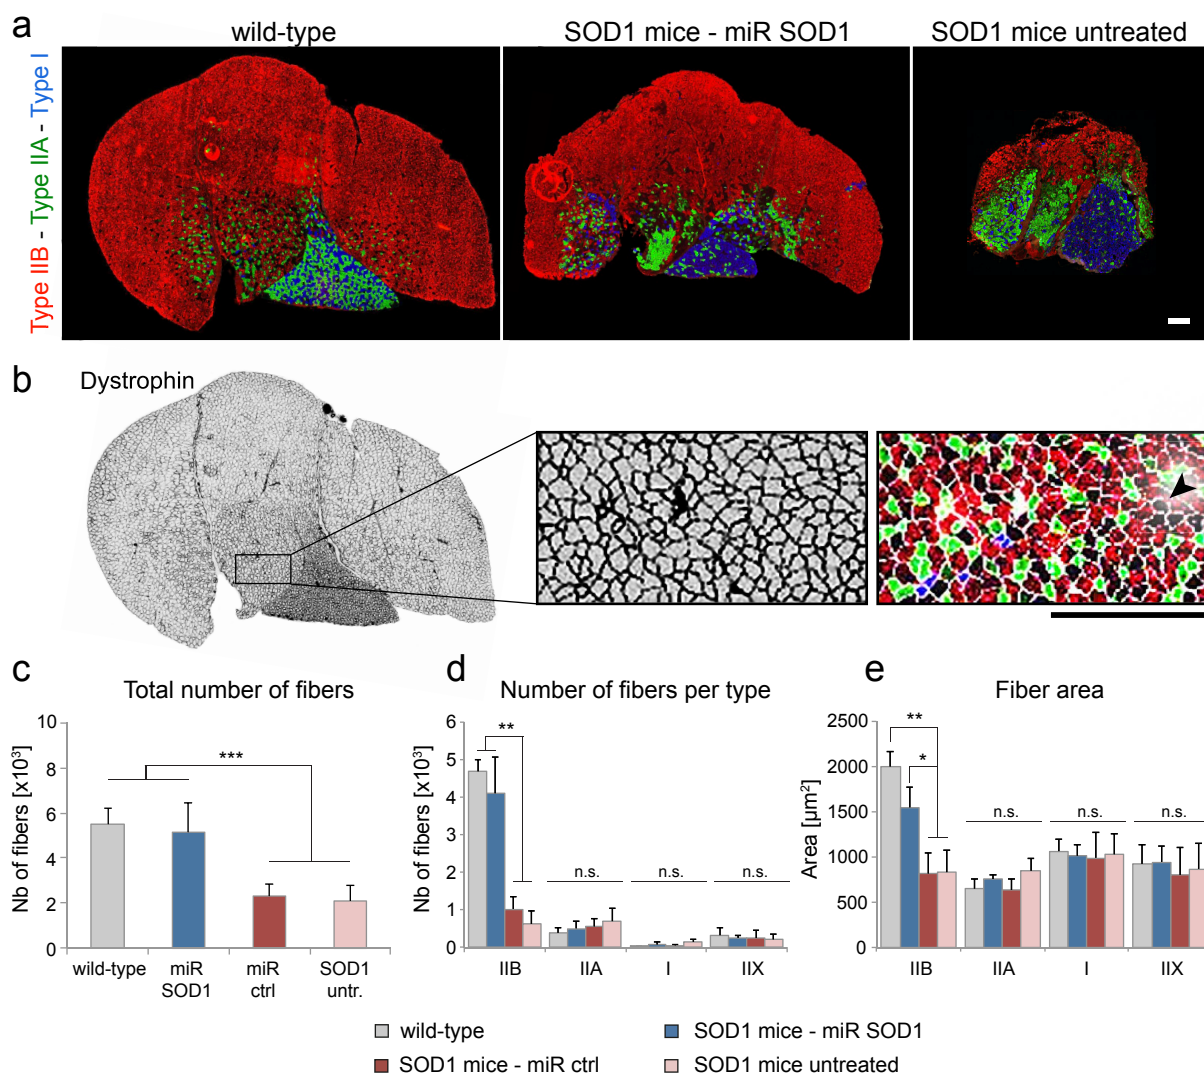 a
wild-type
SOD1 mice - miR SOD1
SOD1 mice untreated
Type IIB - Type IIA - Type I
b
Dystrophin
c
Total number of fibers
Nb of fibers [x10³]
10
8
6
4
2
0
***
wild-type
miR SOD1
miR ctrl
SOD1 untr.
d
Number of fibers per type
Nb of fibers [x10³]
6
5
4
3
2
1
0
**
n.s.
n.s.
n.s.
IIB
IIA
I
IIX
e
Fiber area
Area [µm²]
2500
2000
1500
1000
500
0
**
*
n.s.
n.s.
n.s.
IIB
IIA
I
IIX
wild-type
SOD1 mice - miR SOD1
SOD1 mice - miR ctrl
SOD1 mice untreated